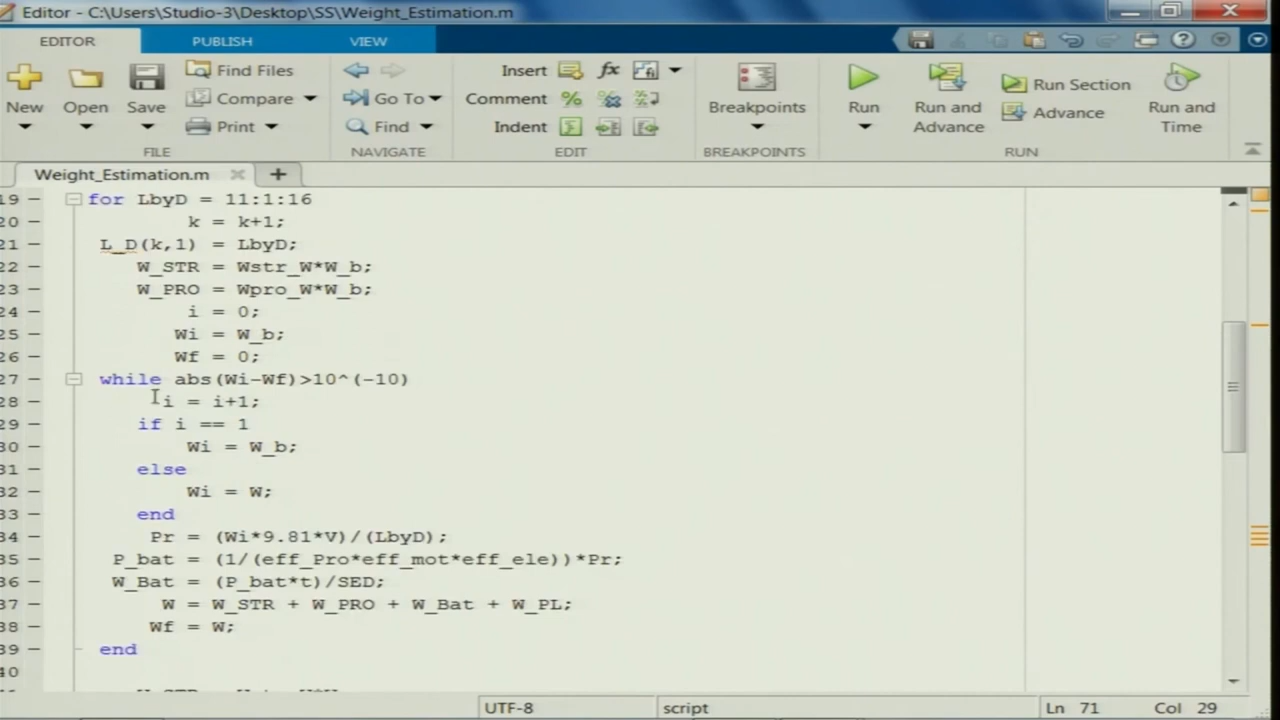 Editor - C:\Users\Studio-3\Desktop\SS\Weight_Estimation.m
EDITOR PUBLISH VIEW
New Open Save Find Files Compare Print
Go To Find
Insert fx Comment Indent
Breakpoints
Run Run and Advance Run Section Advance Run and Time
FILE NAVIGATE EDIT BREAKPOINTS RUN
Weight_Estimation.m
19 – for LbyD = 11:1:16
20 – k = k+1;
21 – L_D(k,1) = LbyD;
22 – W_STR = Wstr_W*W_b;
23 – W_PRO = Wpro_W*W_b;
24 – i = 0;
25 – Wi = W_b;
26 – Wf = 0;
27 – while abs(Wi-Wf)>10^(-10)
28 – i = i+1;
29 – if i == 1
30 – Wi = W_b;
31 – else
32 – Wi = W;
33 – end
34 – Pr = (Wi*9.81*V)/(LbyD);
35 – P_bat = (1/(eff_Pro*eff_mot*eff_ele))*Pr;
36 – W_Bat = (P_bat*t)/SED;
37 – W = W_STR + W_PRO + W_Bat + W_PL;
38 – Wf = W;
39 – end
40
UTF-8 script Ln 71 Col 29